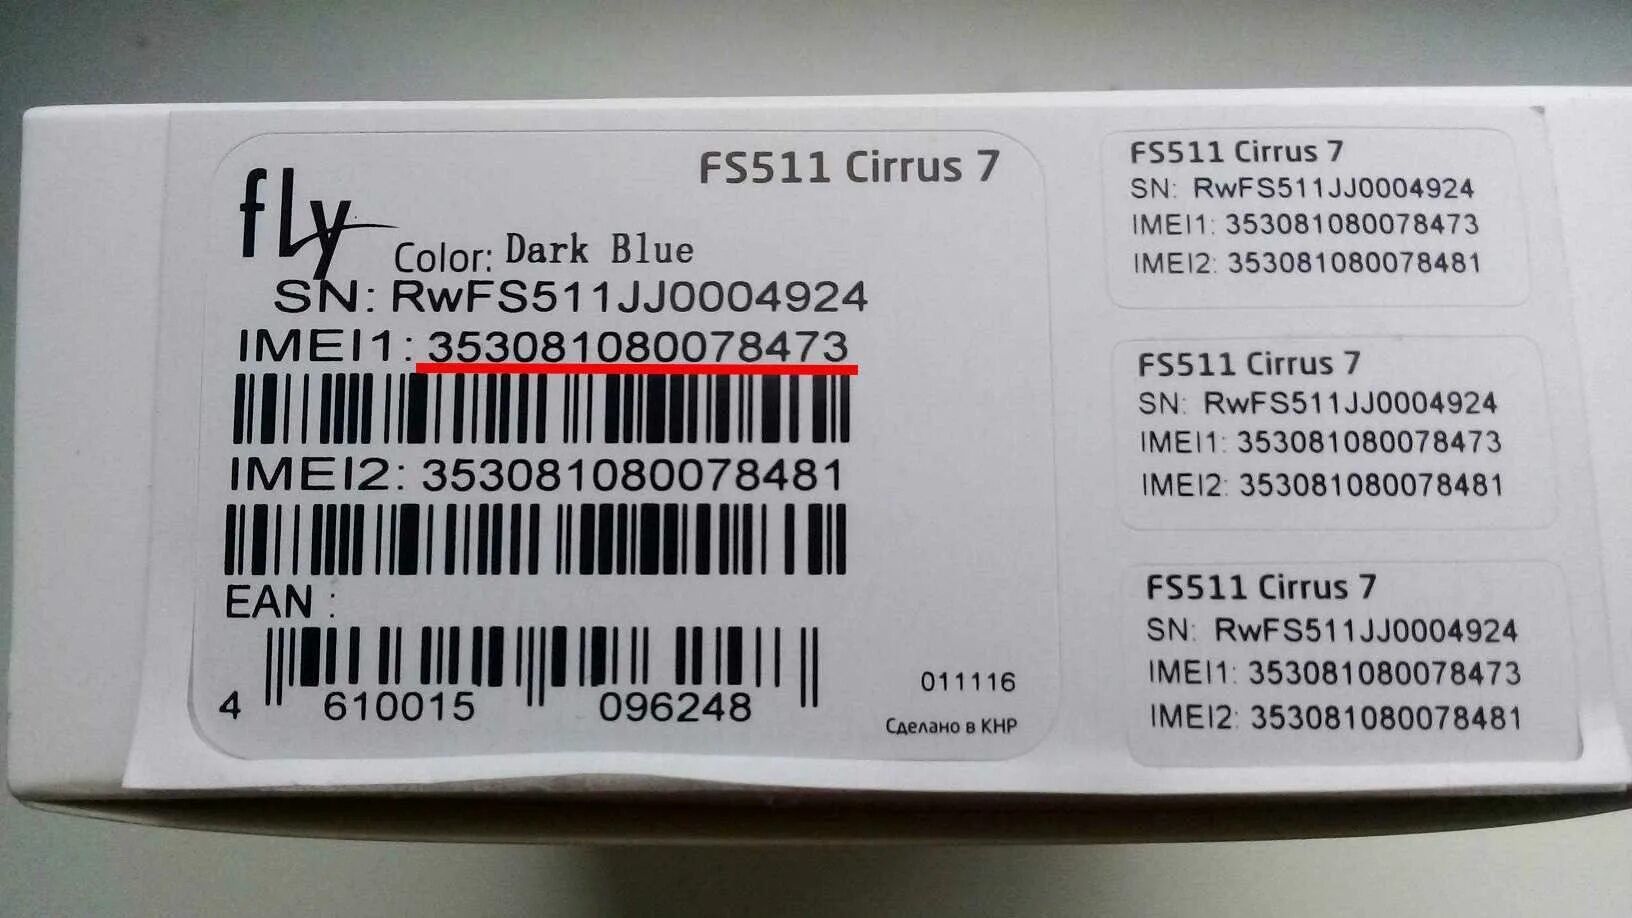 fly
FS511 Cirrus 7
Color: Dark Blue
SN: RwFS511JJ0004924
IMEI1: 353081080078473
IMEI2: 353081080078481
EAN :
4 610015 096248
011116
Сделано в КНР
FS511 Cirrus 7
SN: RwFS511JJ0004924
IMEI1: 353081080078473
IMEI2: 353081080078481
FS511 Cirrus 7
SN: RwFS511JJ0004924
IMEI1: 353081080078473
IMEI2: 353081080078481
FS511 Cirrus 7
SN: RwFS511JJ0004924
IMEI1: 353081080078473
IMEI2: 353081080078481